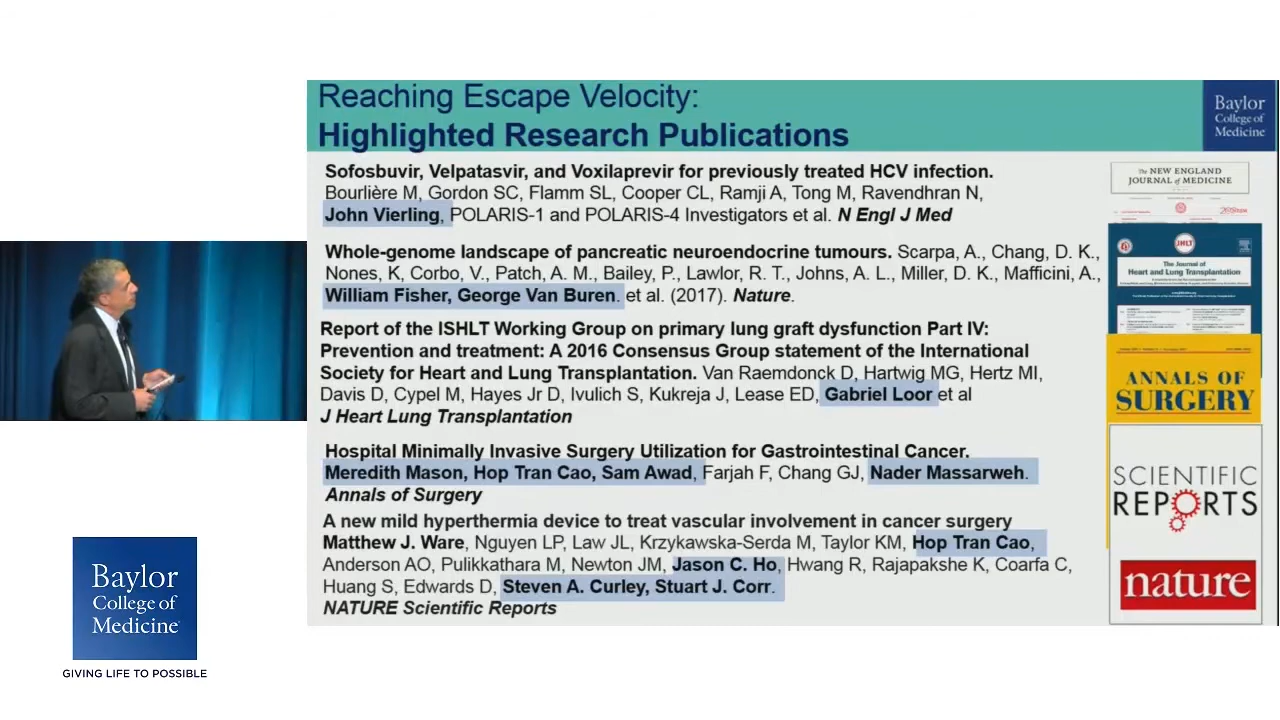 Reaching Escape Velocity:
Highlighted Research Publications
Baylor
College of
Medicine
Sofosbuvir, Velpatasvir, and Voxilaprevir for previously treated HCV infection.
Bourlière M, Gordon SC, Flamm SL, Cooper CL, Ramji A, Tong M, Ravendhran N,
John Vierling, POLARIS-1 and POLARIS-4 Investigators et al. N Engl J Med
Whole-genome landscape of pancreatic neuroendocrine tumours. Scarpa, A., Chang, D. K.,
Nones, K, Corbo, V., Patch, A. M., Bailey, P., Lawlor, R. T., Johns, A. L., Miller, D. K., Mafficini, A.,
William Fisher, George Van Buren. et al. (2017). Nature.
Report of the ISHLT Working Group on primary lung graft dysfunction Part IV:
Prevention and treatment: A 2016 Consensus Group statement of the International
Society for Heart and Lung Transplantation. Van Raemdonck D, Hartwig MG, Hertz MI,
Davis D, Cypel M, Hayes Jr D, Ivulich S, Kukreja J, Lease ED, Gabriel Loor et al
J Heart Lung Transplantation
Hospital Minimally Invasive Surgery Utilization for Gastrointestinal Cancer.
Meredith Mason, Hop Tran Cao, Sam Awad, Farjah F, Chang GJ, Nader Massarweh.
Annals of Surgery
A new mild hyperthermia device to treat vascular involvement in cancer surgery
Matthew J. Ware, Nguyen LP, Law JL, Krzykawska-Serda M, Taylor KM, Hop Tran Cao,
Anderson AO, Pulikkathara M, Newton JM, Jason C. Ho, Hwang R, Rajapakshe K, Coarfa C,
Huang S, Edwards D, Steven A. Curley, Stuart J. Corr.
NATURE Scientific Reports
The NEW ENGLAND
JOURNAL of MEDICINE
JHLT
The Journal of
Heart and Lung Transplantation
ANNALS OF
SURGERY
SCIENTIFIC
REPORTS
nature
Baylor
College of
Medicine
GIVING LIFE TO POSSIBLE